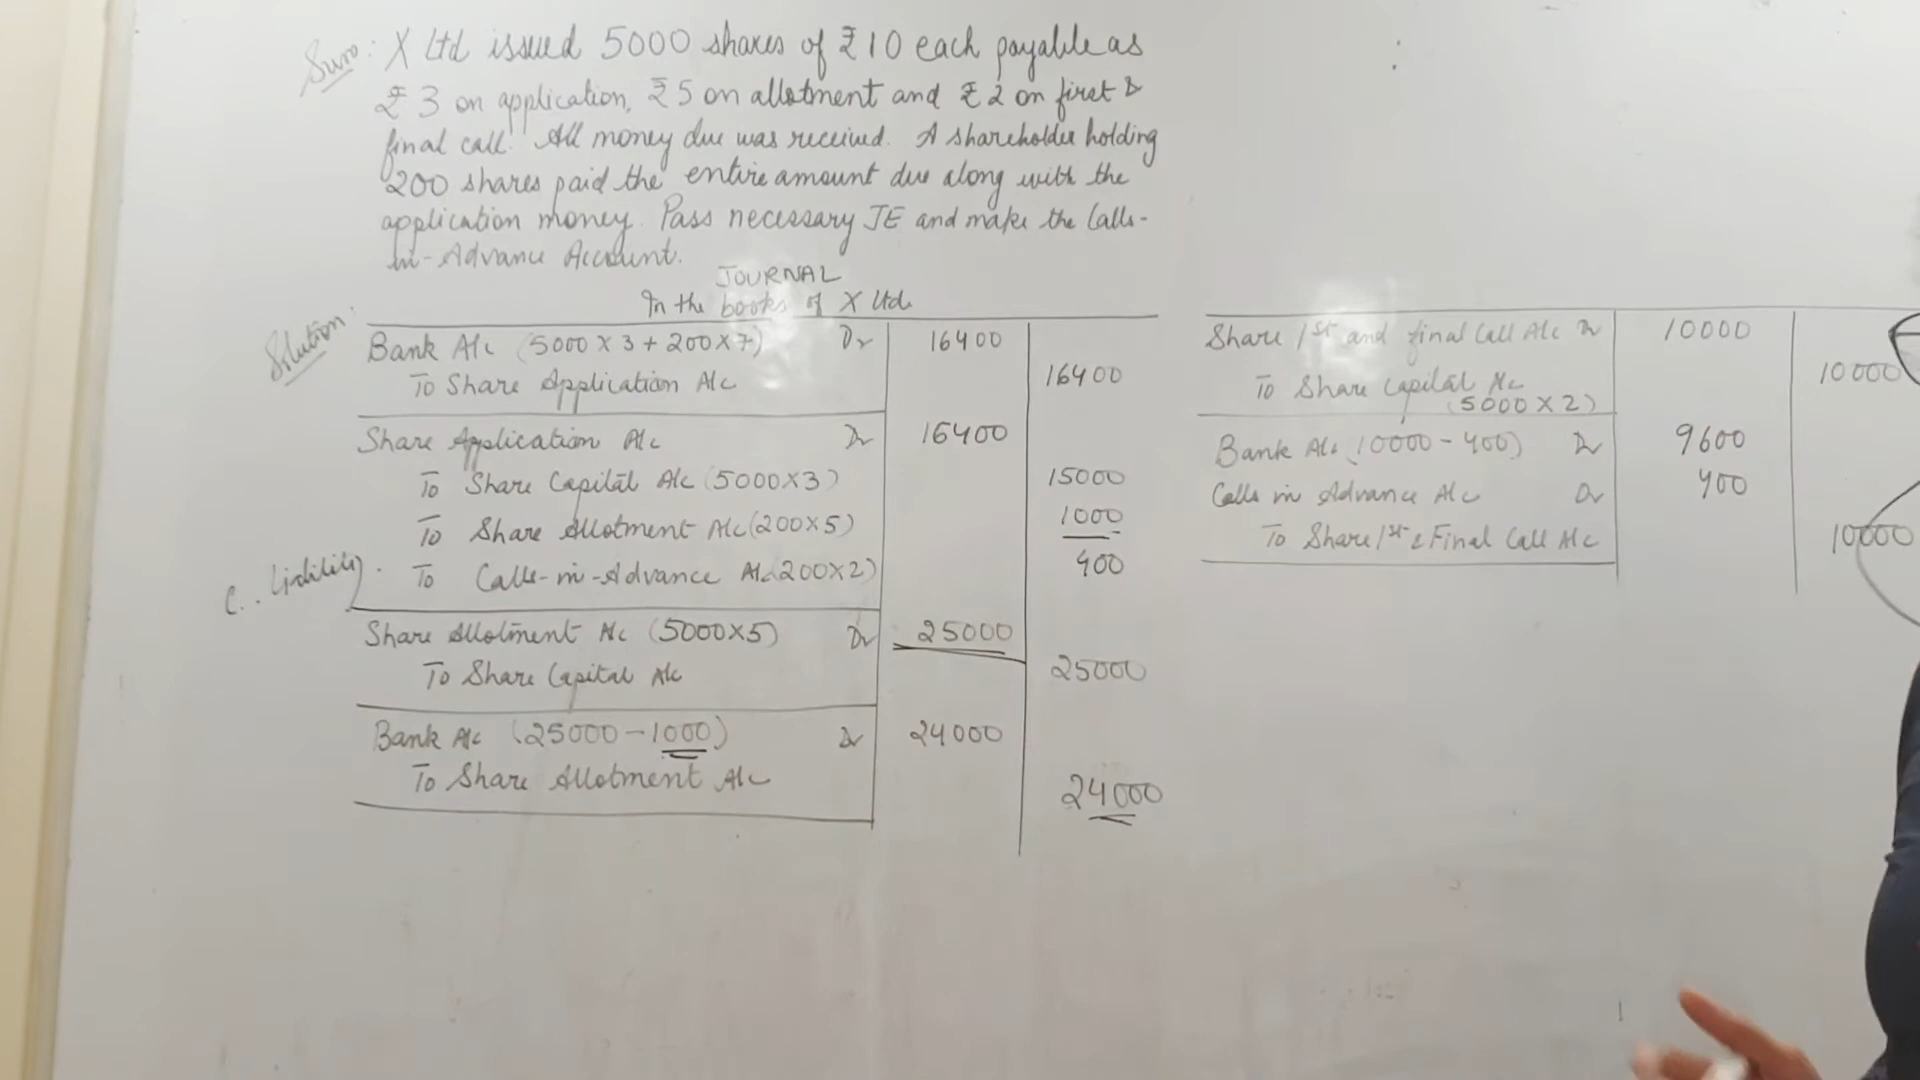 Sum: X Ltd issued 5000 shares of ₹10 each payable as
₹3 on application, ₹5 on allotment and ₹2 on first &
final call. All money due was received. A shareholder holding
200 shares paid the entire amount due along with the
application money. Pass necessary JE and make the Calls-
in-Advance Account.
JOURNAL
In the books of X Ltd.
Solution:
Bank A/c (5000 X 3 + 200 X 7) Dr 16400
To Share Application A/c 16400
Share Application A/c Dr 16400
To Share Capital A/c (5000X3) 15000
To Share Allotment A/c (200X5) 1000
C.. Liability. To Calls-in-Advance A/c (200X2) 400
Share Allotment A/c (5000X5) Dr 25000
To Share Capital A/c 25000
Bank A/c (25000-1000) Dr 24000
To Share Allotment A/c 24000
Share 1st and final Call A/c Dr 10000
To Share Capital A/c 10000
(5000X2)
Bank A/c (10000-400) Dr 9600
Calls in Advance A/c Dr 400
To Share 1st & Final Call A/c 10000